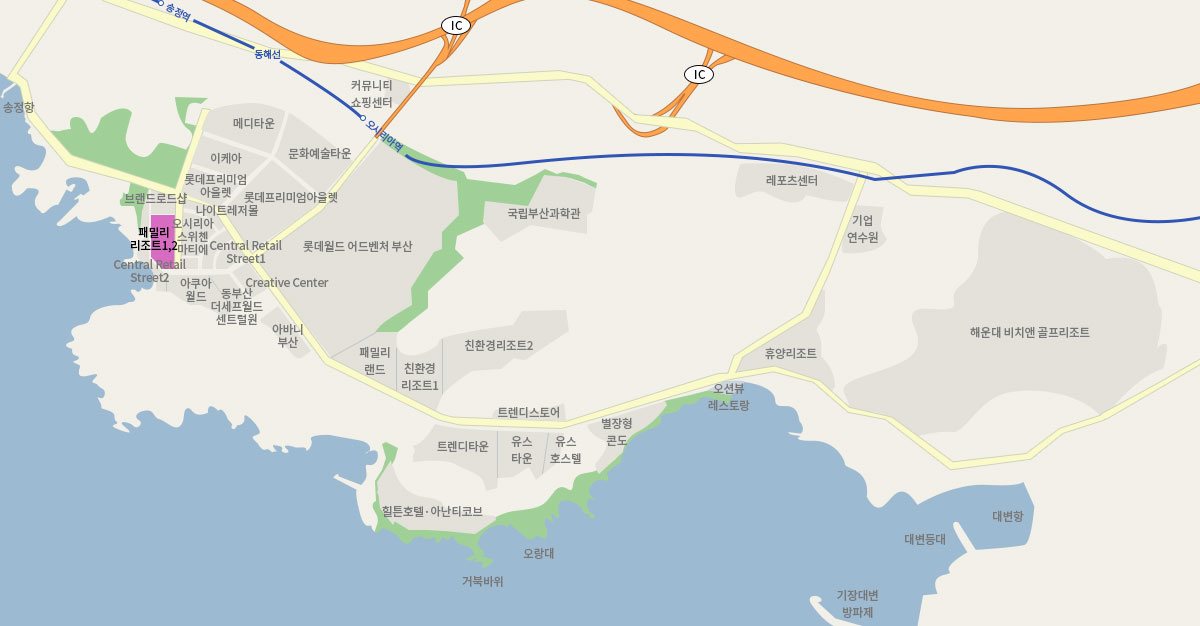 송정역
IC
동해선
IC
커뮤니티
쇼핑센터
송정항
오시리아역
메디타운
문화예술타운
이케아
롯데프리미엄
아울렛
롯데프리미엄아울렛
브랜드로드샵
나이트레저몰
레포츠센터
국립부산과학관
기업
연수원
오시리아
스위첸
마티에
패밀리
리조트1,2
Central Retail
Street1
롯데월드 어드벤처 부산
Central Retail
Street2
아쿠아
월드
Creative Center
동부산
더세프월드
센트럴원
아바니
부산
해운대 비치앤 골프리조트
패밀리
랜드
친환경
리조트1
친환경리조트2
휴양리조트
오션뷰
레스토랑
트렌디스토어
별장형
콘도
트렌디타운
유스
타운
유스
호스텔
힐튼호텔·아난티코브
오랑대
거북바위
대변항
대변등대
기장대변
방파제